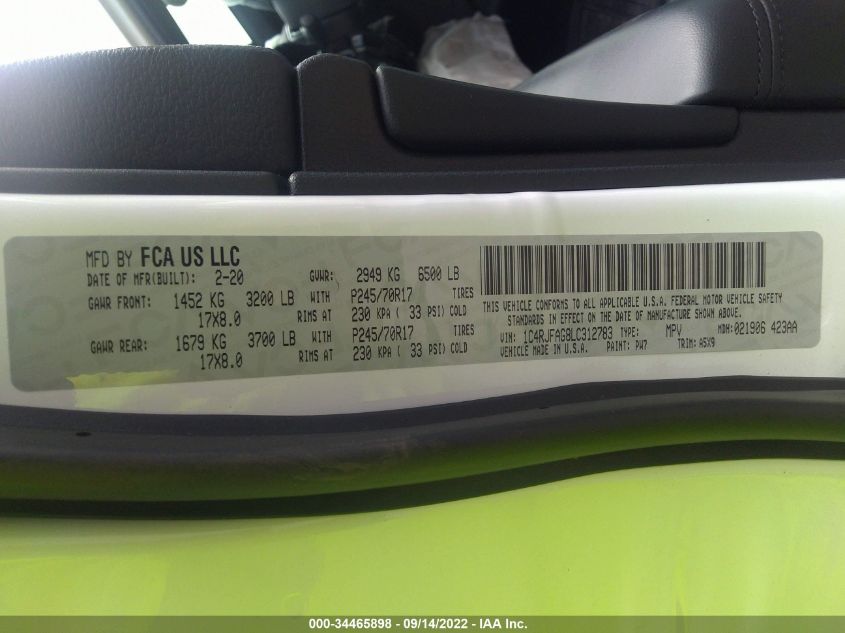 MFD BY FCA US LLC
DATE OF MFR(BUILT): 2-20 GVWR: 2949 KG 6500 LB
GAWR FRONT: 1452 KG 3200 LB WITH P245/70R17 TIRES
17X8.0 RIMS AT 230 KPA ( 33 PSI) COLD
GAWR REAR: 1679 KG 3700 LB WITH P245/70R17 TIRES
17X8.0 RIMS AT 230 KPA ( 33 PSI) COLD
THIS VEHICLE CONFORMS TO ALL APPLICABLE U.S.A. FEDERAL MOTOR VEHICLE SAFETY
STANDARDS IN EFFECT ON THE DATE OF MANUFACTURE SHOWN ABOVE.
VIN: 1C4RJFAG8LC312783 TYPE: MPV MDH: 021906 423AA
VEHICLE MADE IN U.S.A. PAINT: PW7 TRIM: A5X9
000-34465898 - 09/14/2022 - IAA Inc.